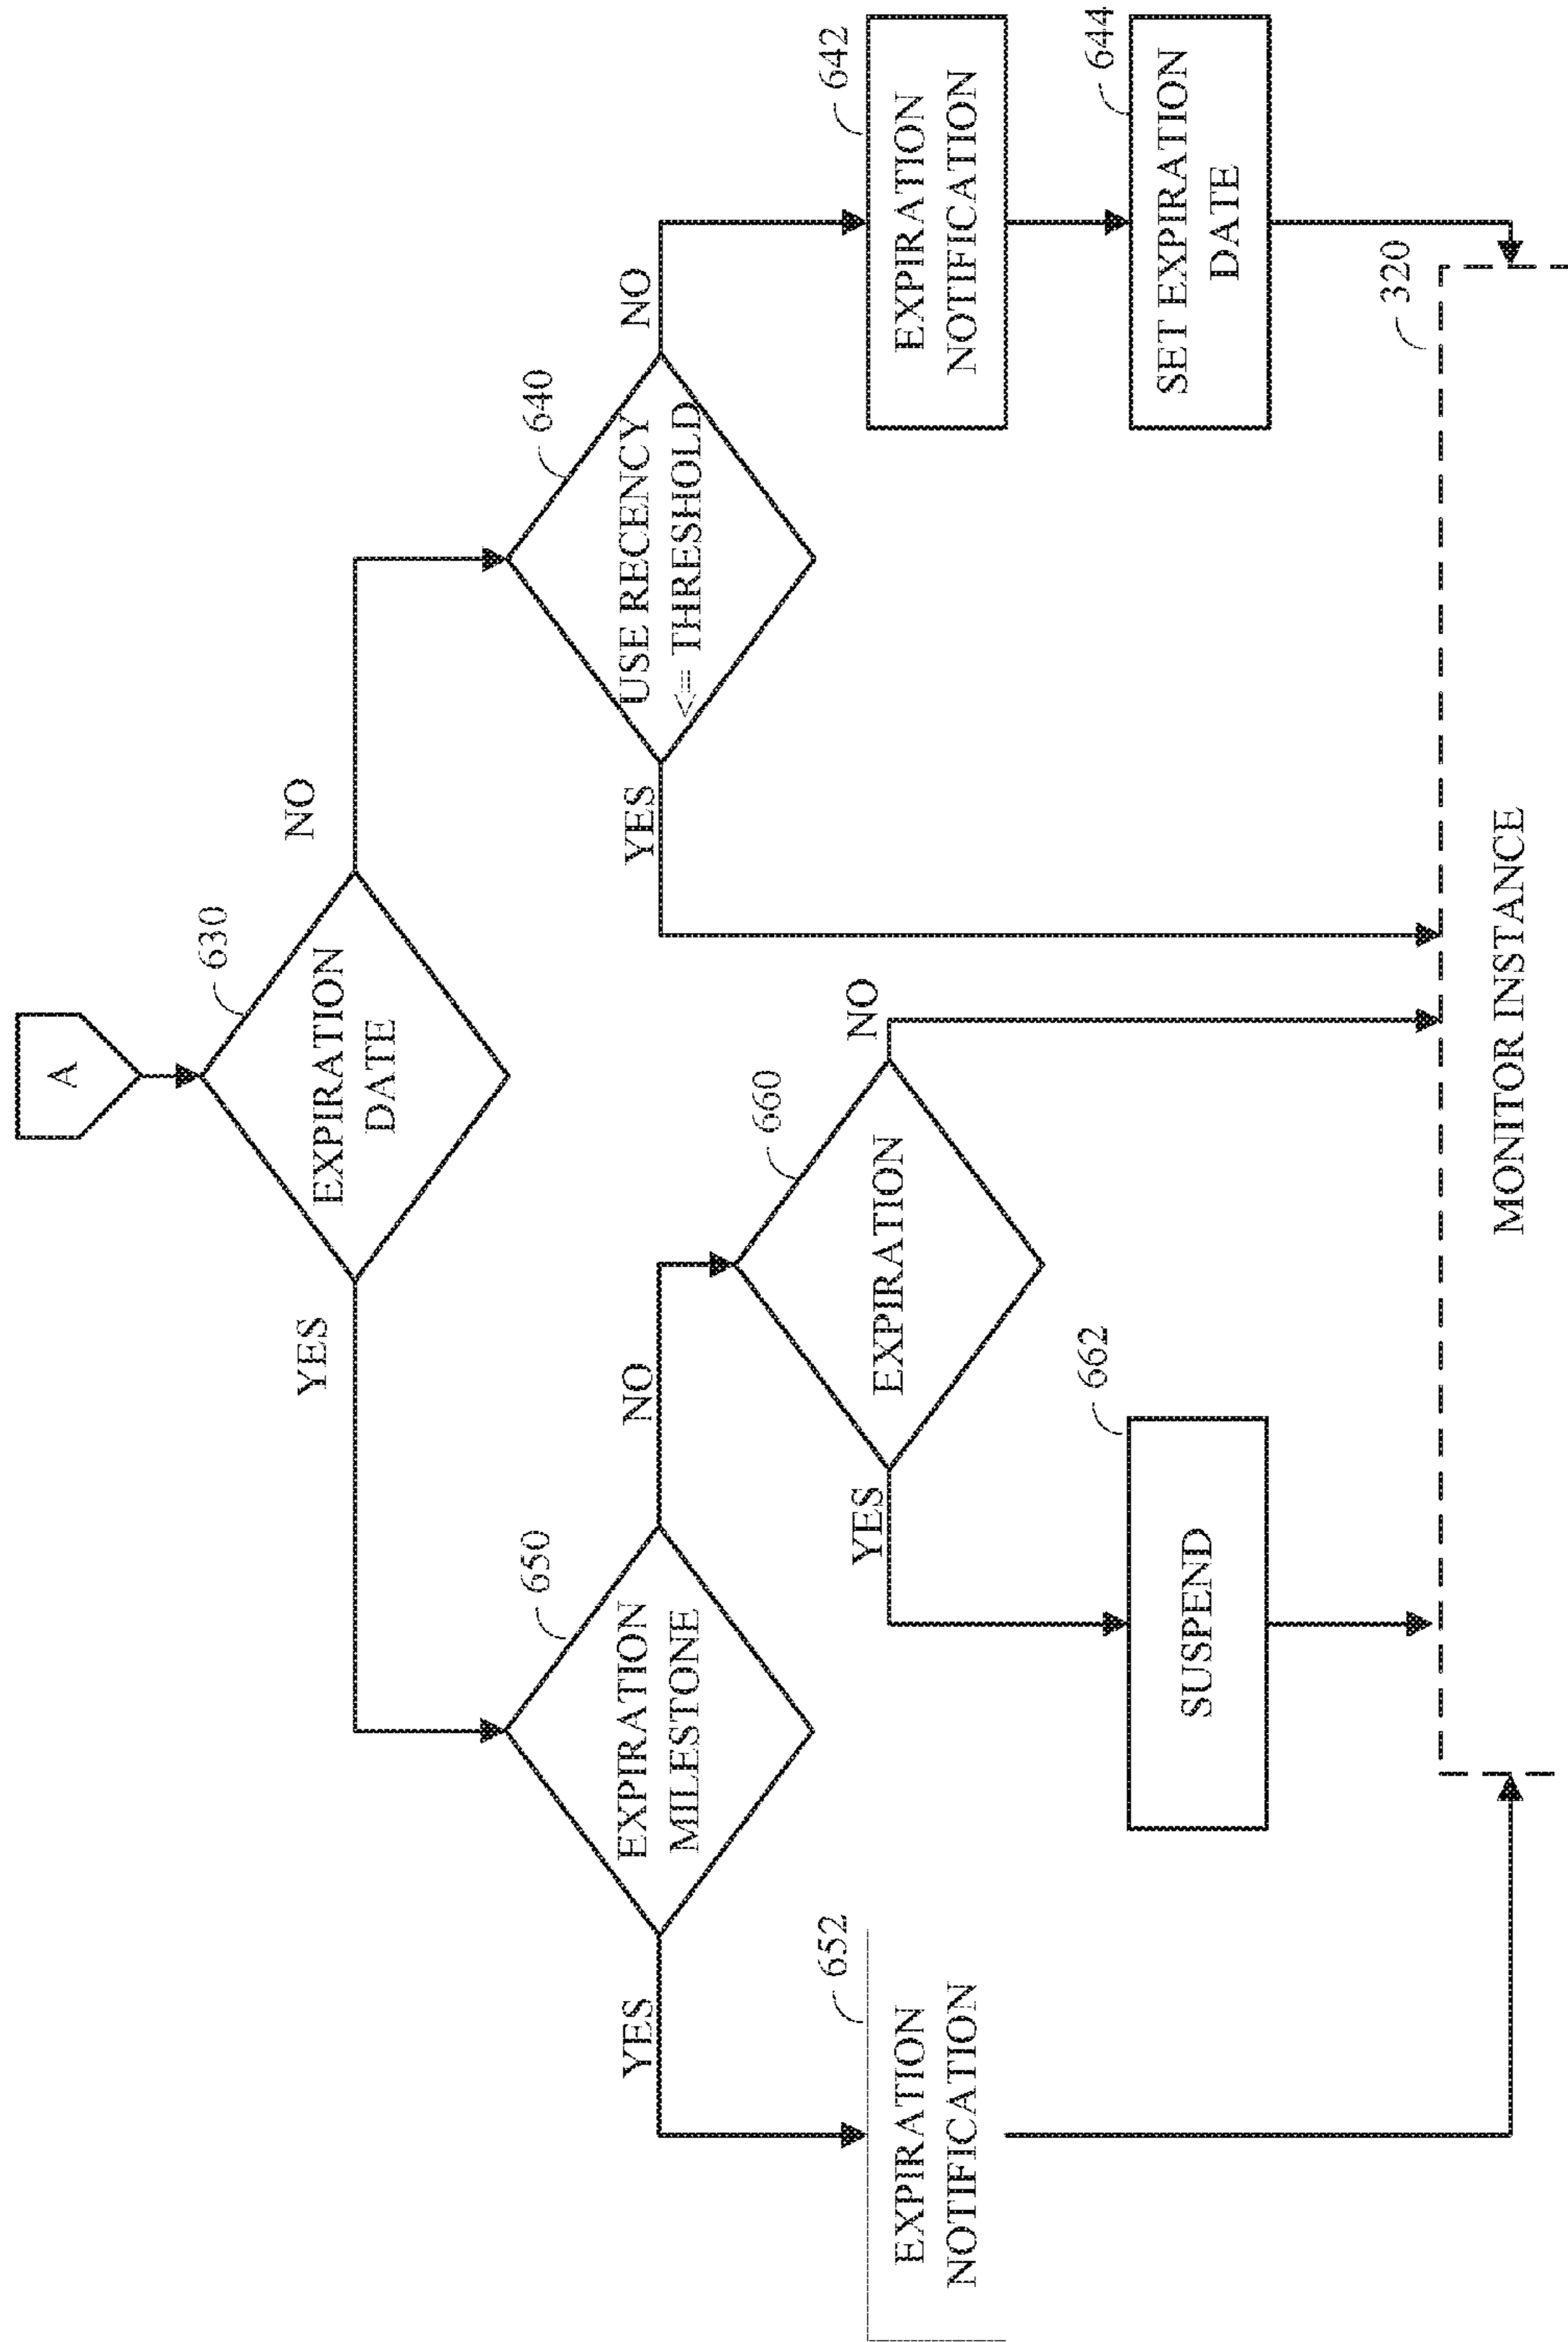 A
630
EXPIRATION
DATE
YES
NO
650
EXPIRATION
MILESTONE
640
USE RECENCY
<= THRESHOLD
YES
NO
YES
NO
652
EXPIRATION
NOTIFICATION
660
EXPIRATION
642
EXPIRATION
NOTIFICATION
YES
NO
662
SUSPEND
644
SET EXPIRATION
DATE
320
MONITOR INSTANCE